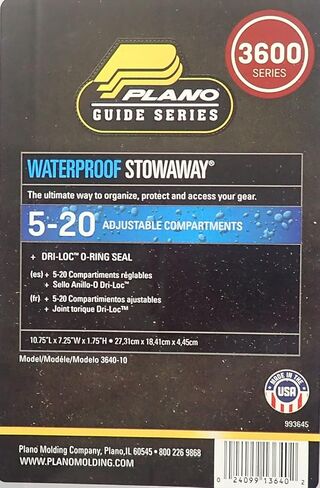 PLANO
GUIDE SERIES
3600
SERIES
WATERPROOF STOWAWAY®
The ultimate way to organize, protect and access your gear.
5-20 ADJUSTABLE COMPARTMENTS
+ DRI-LOC™ O-RING SEAL
(es) + 5-20 Compartiments réglables
+ Sello Anillo-O Dri-Loc™
(fr) + 5-20 Compartimientos ajustables
+ Joint torique Dri-Loc™
10.75"L x 7.25"W x 1.75"H • 27,31cm x 18,41cm x 4,45cm
Model/Modéle/Modelo 3640-10
MADE IN THE
USA
993645
Plano Molding Company, Plano, IL 60545 • 800 226 9868
WWW.PLANOMOLDING.COM
0 24099 13640 2